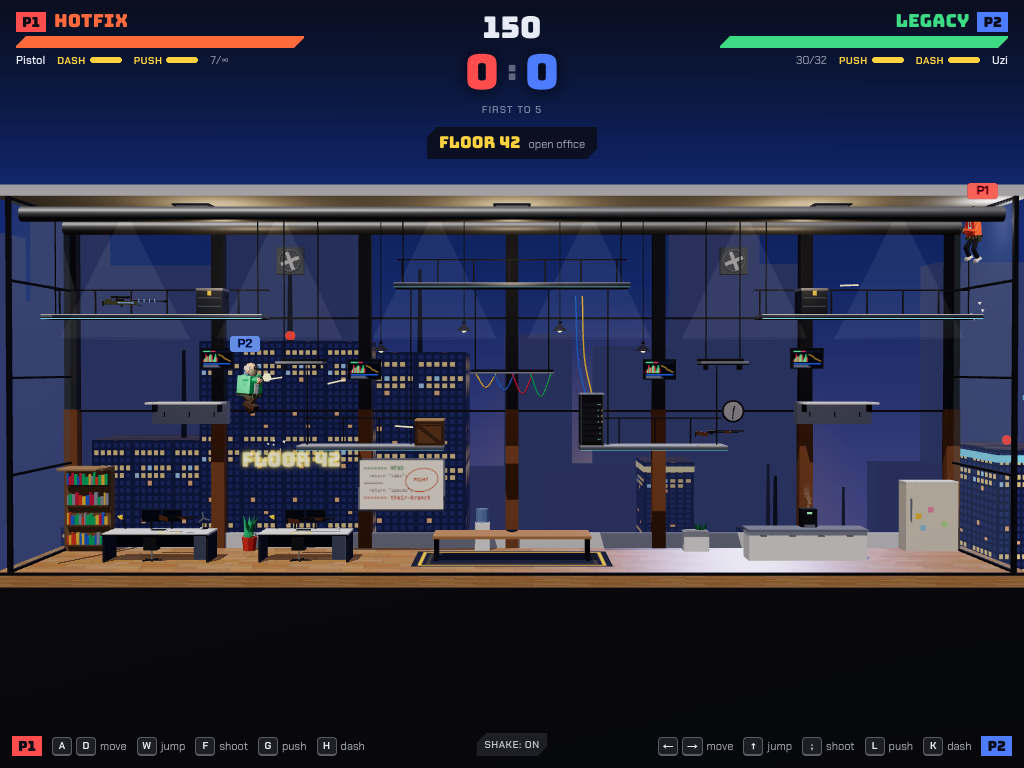 P1 HOTFIX
150
LEGACY P2
Pistol DASH PUSH 7/∞
0 : 0
30/32 PUSH DASH Uzi
FIRST TO 5
FLOOR 42 open office
P1
P2
FLOOR 42
HEAD
FIGHT
P1 A D move W jump F shoot G push H dash
SHAKE: ON
← → move ↑ jump ; shoot L push K dash P2